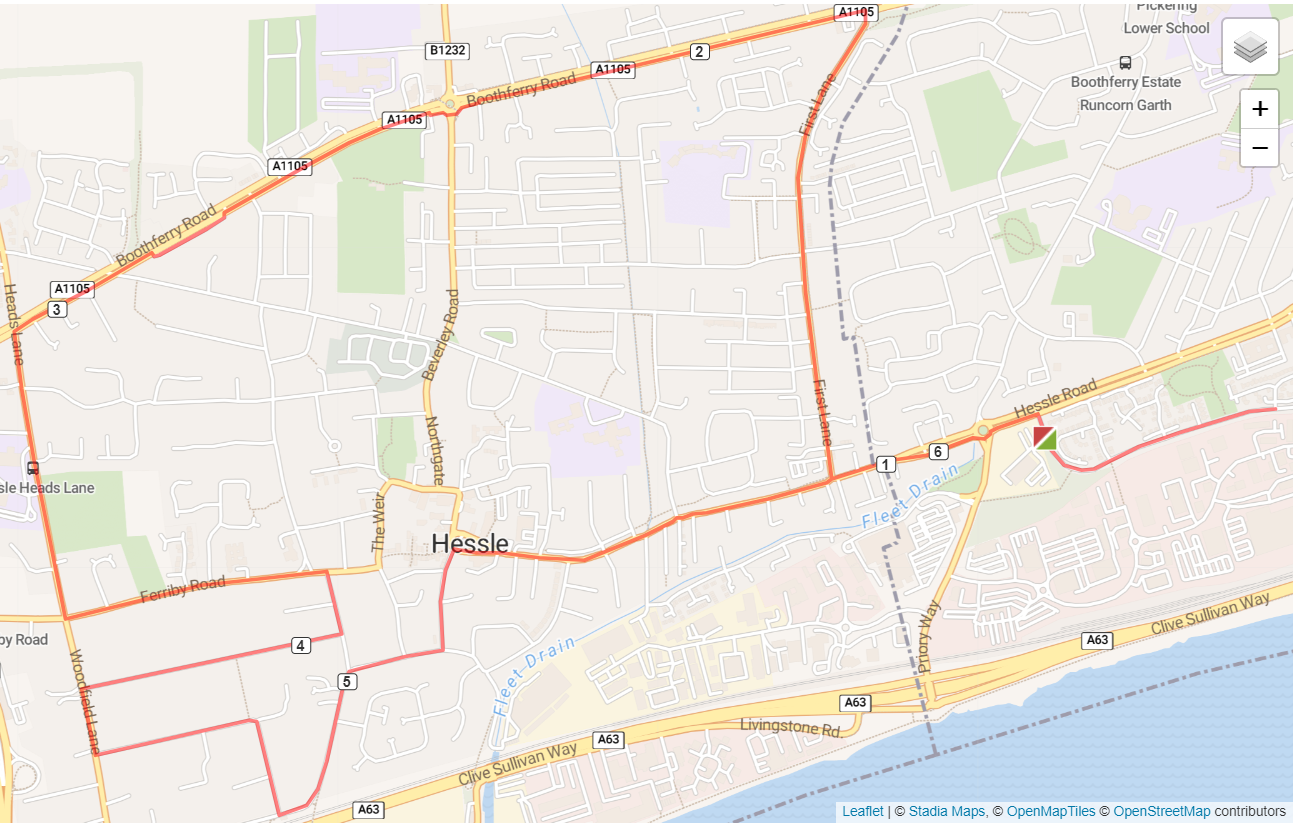 Pickering
Lower School
A1105
B1232
2
A1105
Boothferry Road
Boothferry Estate
Runcorn Garth
+
−
First Lane
A1105
A1105
Boothferry Road
A1105
3
Heads Lane
Beverley Road
First Lane
Hessle Road
Northgate
1
6
sle Heads Lane
Fleet Drain
The Weir
Hessle
Ferriby Road
by Road
4
Woodfield Lane
5
Fleet Drain
Priory Way
Clive Sullivan Way
A63
A63
Livingstone Rd.
A63
Clive Sullivan Way
A63
Leaflet | © Stadia Maps, © OpenMapTiles © OpenStreetMap contributors